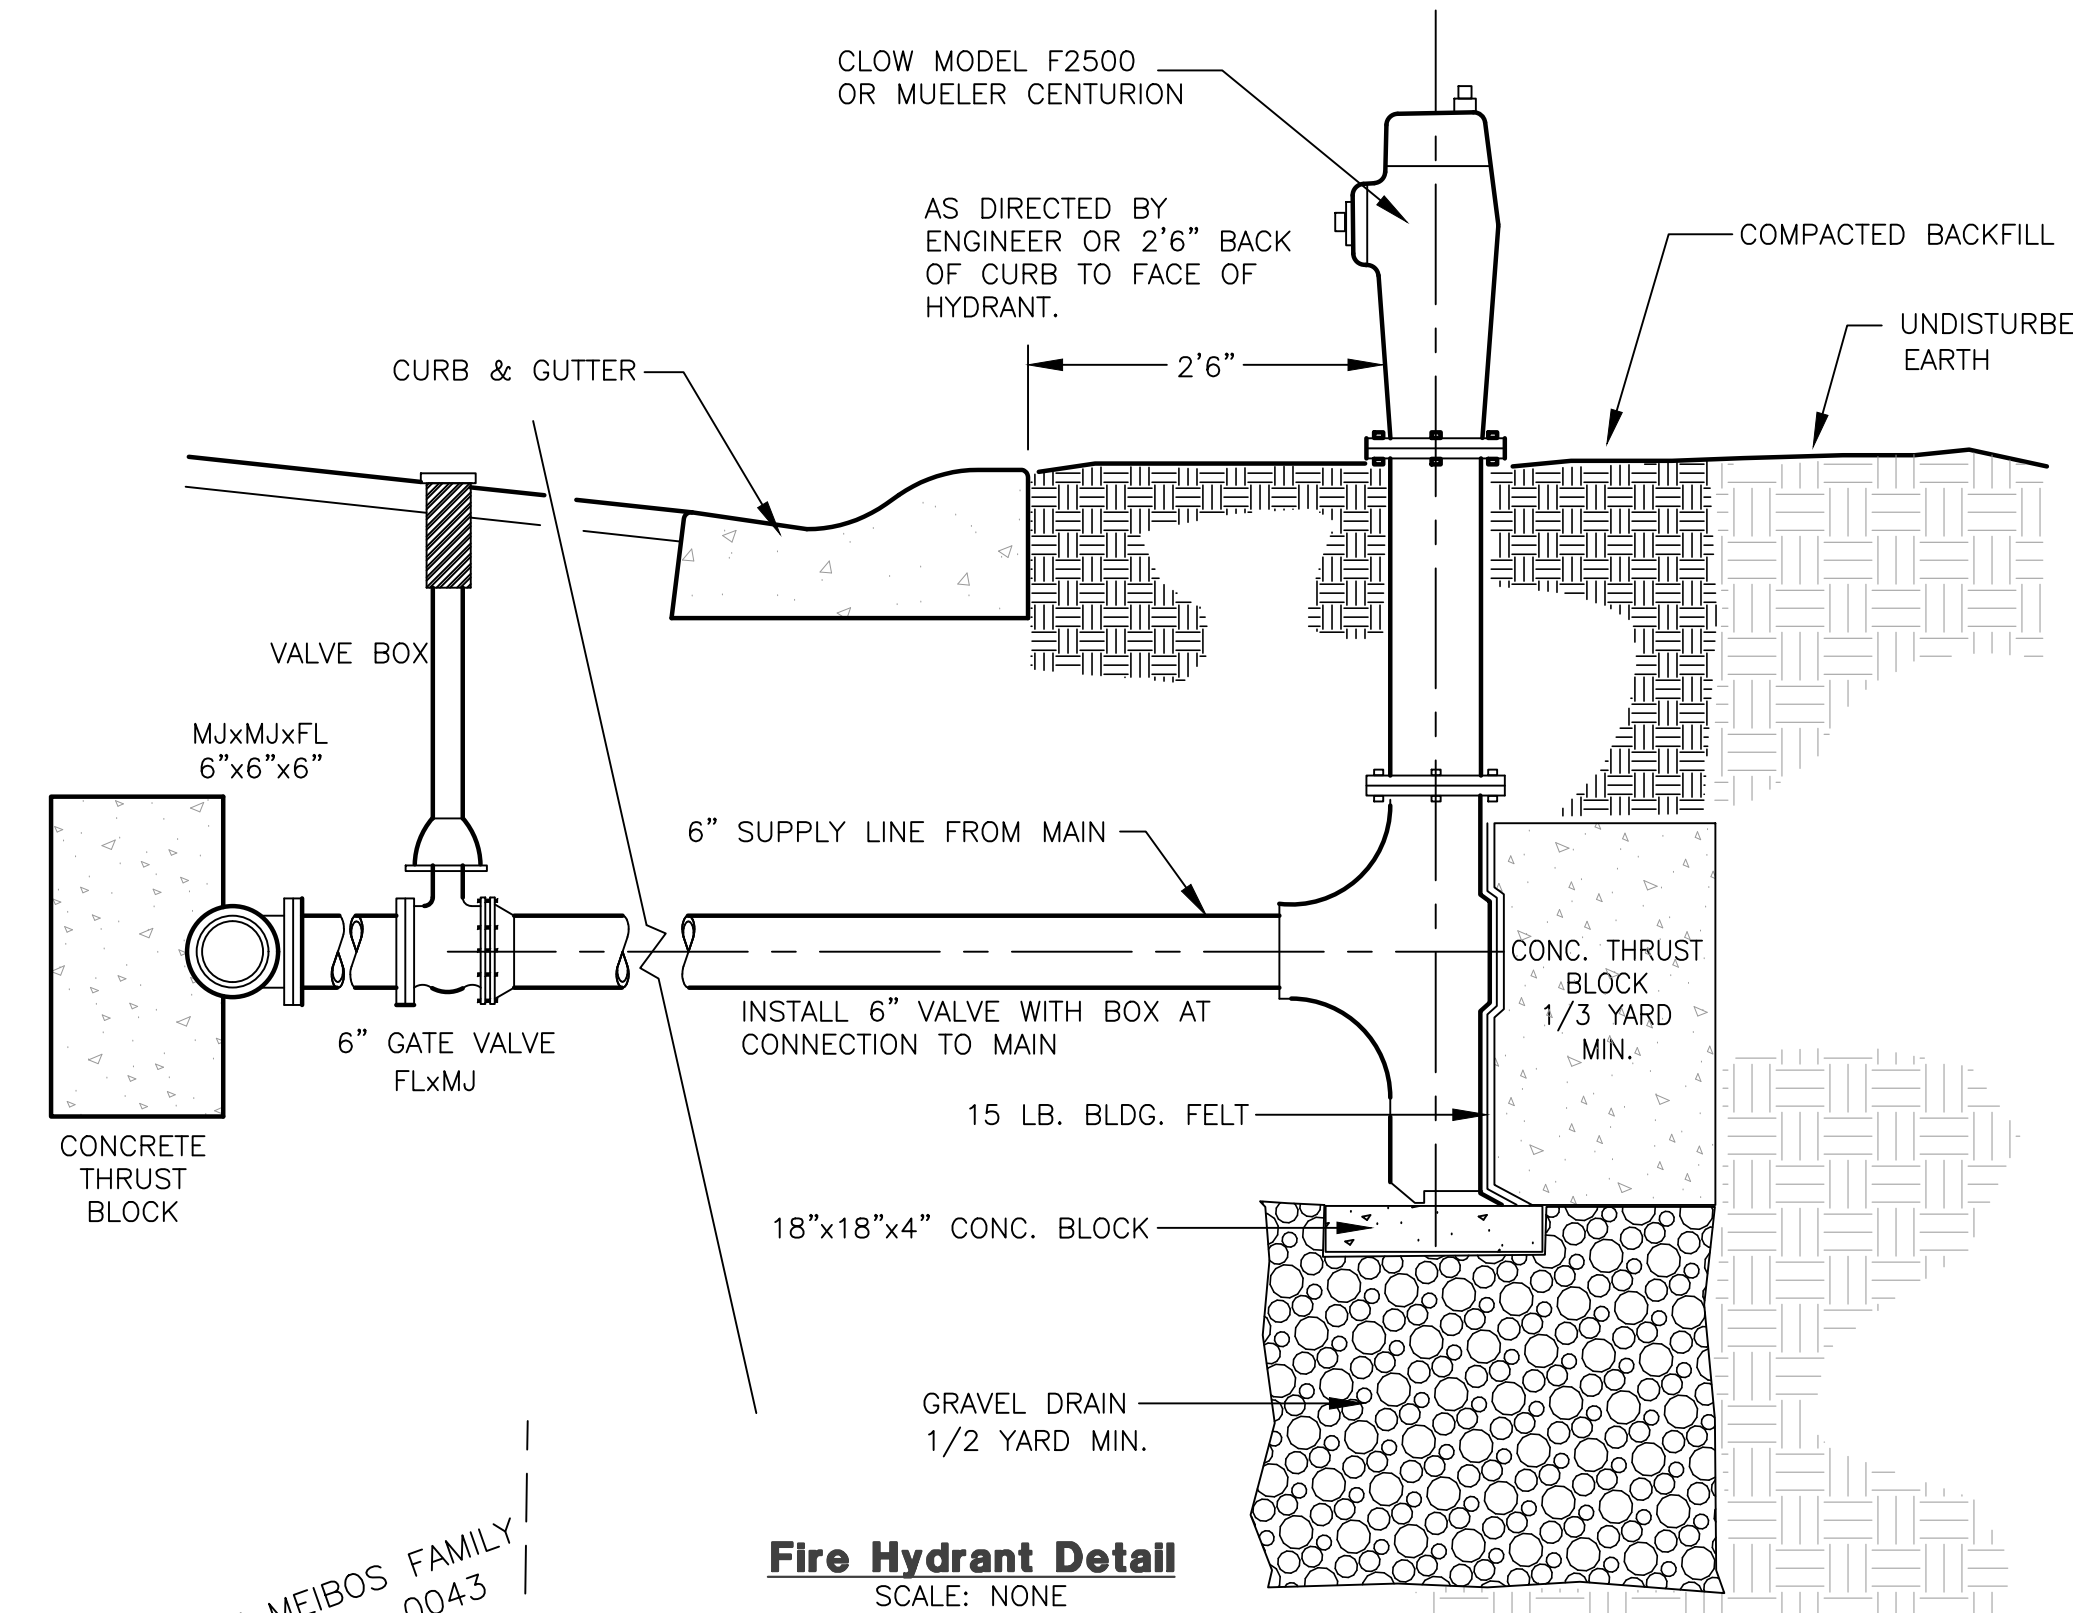 CLOW MODEL F2500
OR MUELER CENTURION
AS DIRECTED BY
ENGINEER OR 2'6" BACK
OF CURB TO FACE OF
HYDRANT.
COMPACTED BACKFILL
UNDISTURBE
EARTH
CURB & GUTTER
2'6"
VALVE BOX
MJxMJxFL
6"x6"x6"
6" SUPPLY LINE FROM MAIN
CONC. THRUST
BLOCK
1/3 YARD
MIN.
INSTALL 6" VALVE WITH BOX AT
CONNECTION TO MAIN
6" GATE VALVE
FLxMJ
15 LB. BLDG. FELT
CONCRETE
THRUST
BLOCK
18"x18"x4" CONC. BLOCK
GRAVEL DRAIN
1/2 YARD MIN.
Fire Hydrant Detail
SCALE: NONE
MEIBOS FAMILY
0043